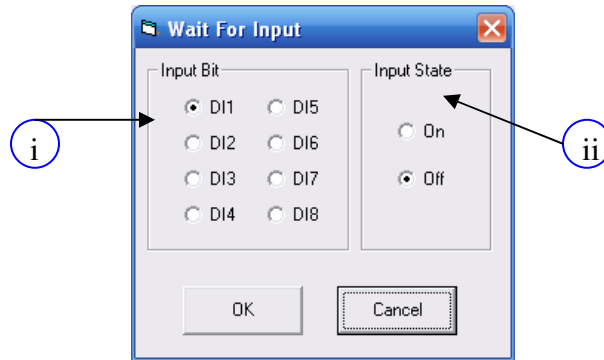 Wait For Input
Input Bit
Input State
DI1 DI5
On
i
DI2 DI6
ii
DI3 DI7
Off
DI4 DI8
OK
Cancel